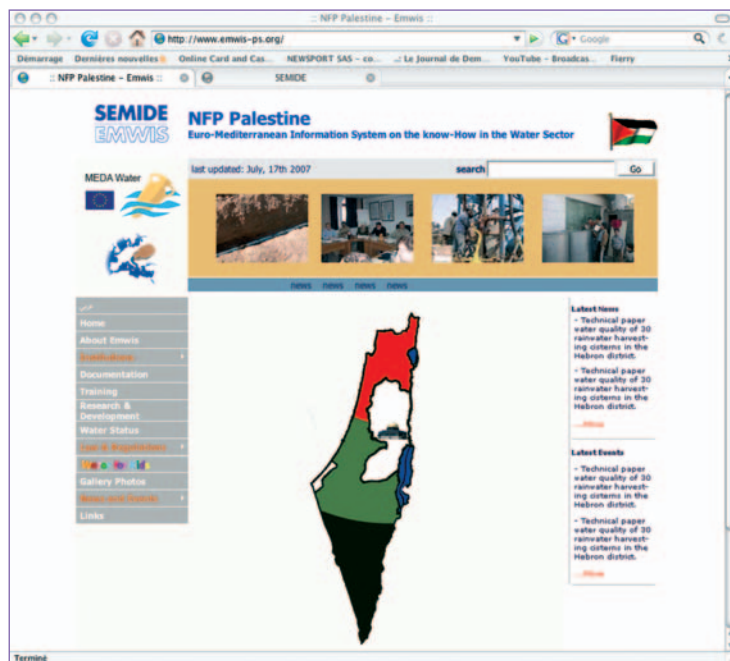 :: NFP Palestine – Emwis ::
http://www.emwis-ps.org/
G Google
Démarrage Dernières nouvelles Online Card and Cas... NEWSPORT SAS – co... ..: Le Journal de Dem... YouTube – Broadcas... Fierry
:: NFP Palestine – Emwis ::
SEMIDE
SEMIDE
EMWIS
NFP Palestine
Euro-Mediterranean Information System on the know-How in the Water Sector
MEDA Water
last updated: July, 17th 2007
search
Go
news news news news
عربي
Home
About Emwis
Documentation
Training
Research &
Development
Water Status
Gallery Photos
Links
Latest News
- Technical paper
water quality of 30
rainwater harvest-
ing cisterns in the
Hebron district.
- Technical paper
water quality of 30
rainwater harvest-
ing cisterns in the
Hebron district.
...More
Latest Events
- Technical paper
water quality of 30
rainwater harvest-
ing cisterns in the
Hebron district.
- Technical paper
water quality of 30
rainwater harvest-
ing cisterns in the
Hebron district.
...More
Terminé